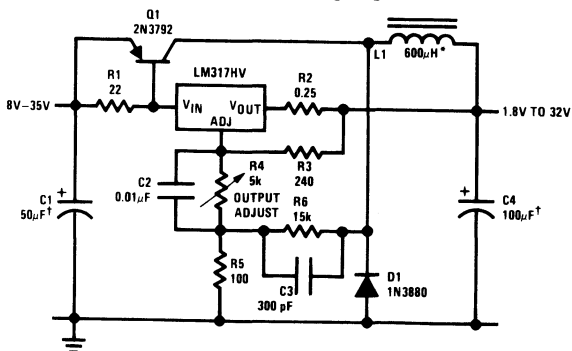 Q1
2N3792
L1
600μH*
R1
22
LM317HV
VIN
VOUT
ADJ
R2
0.25
8V–35V
1.8V TO 32V
R3
240
R4
5k
OUTPUT
ADJUST
C2
0.01μF
R6
15k
C1
50μF†
+
C4
100μF†
+
R5
100
C3
300 pF
D1
1N3880